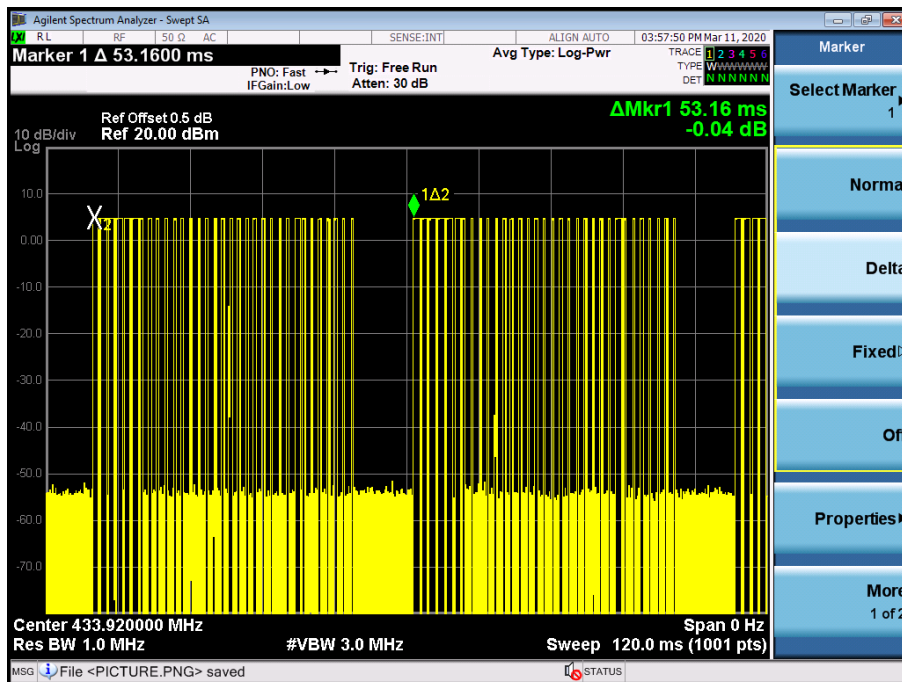 Agilent Spectrum Analyzer - Swept SA
LXI RL RF 50 Ω AC SENSE:INT ALIGN AUTO 03:57:50 PM Mar 11, 2020
Marker 1 Δ 53.1600 ms
PNO: Fast
IFGain:Low
Trig: Free Run
Atten: 30 dB
Avg Type: Log-Pwr
TRACE 1 2 3 4 5 6
TYPE WWWWWW
DET N N N N N N
ΔMkr1 53.16 ms
-0.04 dB
Ref Offset 0.5 dB
10 dB/div Ref 20.00 dBm
Log
10.0
0.00
-10.0
-20.0
-30.0
-40.0
-50.0
-60.0
-70.0
X2
1Δ2
Center 433.920000 MHz Span 0 Hz
Res BW 1.0 MHz #VBW 3.0 MHz Sweep 120.0 ms (1001 pts)
MSG File <PICTURE.PNG> saved STATUS
Marker
Select Marker
1
Norma
Delta
Fixed
Of
Properties
More
1 of 2